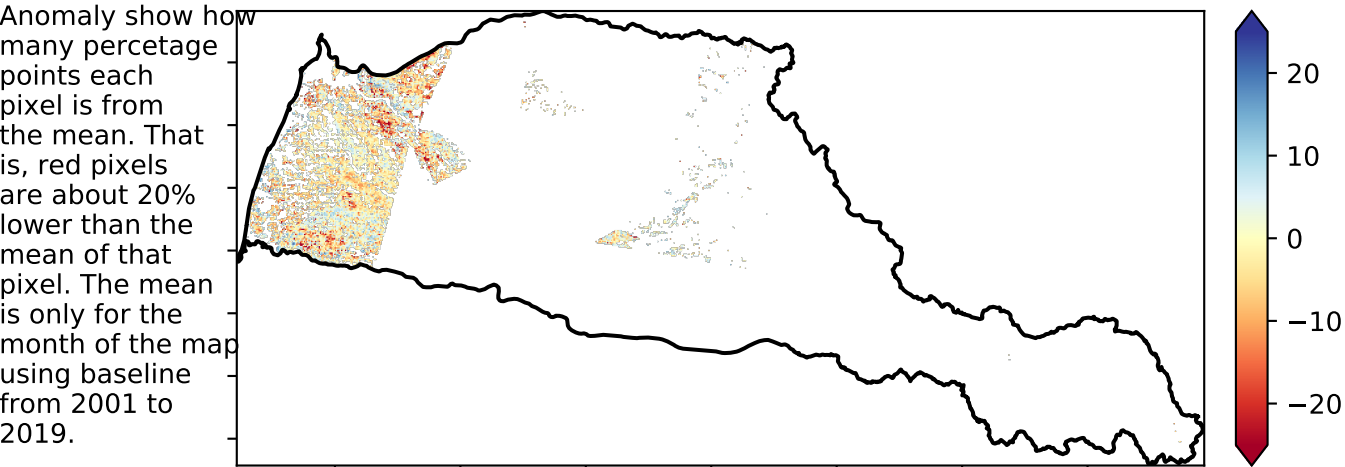 Anomaly show how
many percetage
points each
pixel is from
the mean. That
is, red pixels
are about 20%
lower than the
mean of that
pixel. The mean
is only for the
month of the map
using baseline
from 2001 to
2019.
20
10
0
−10
−20